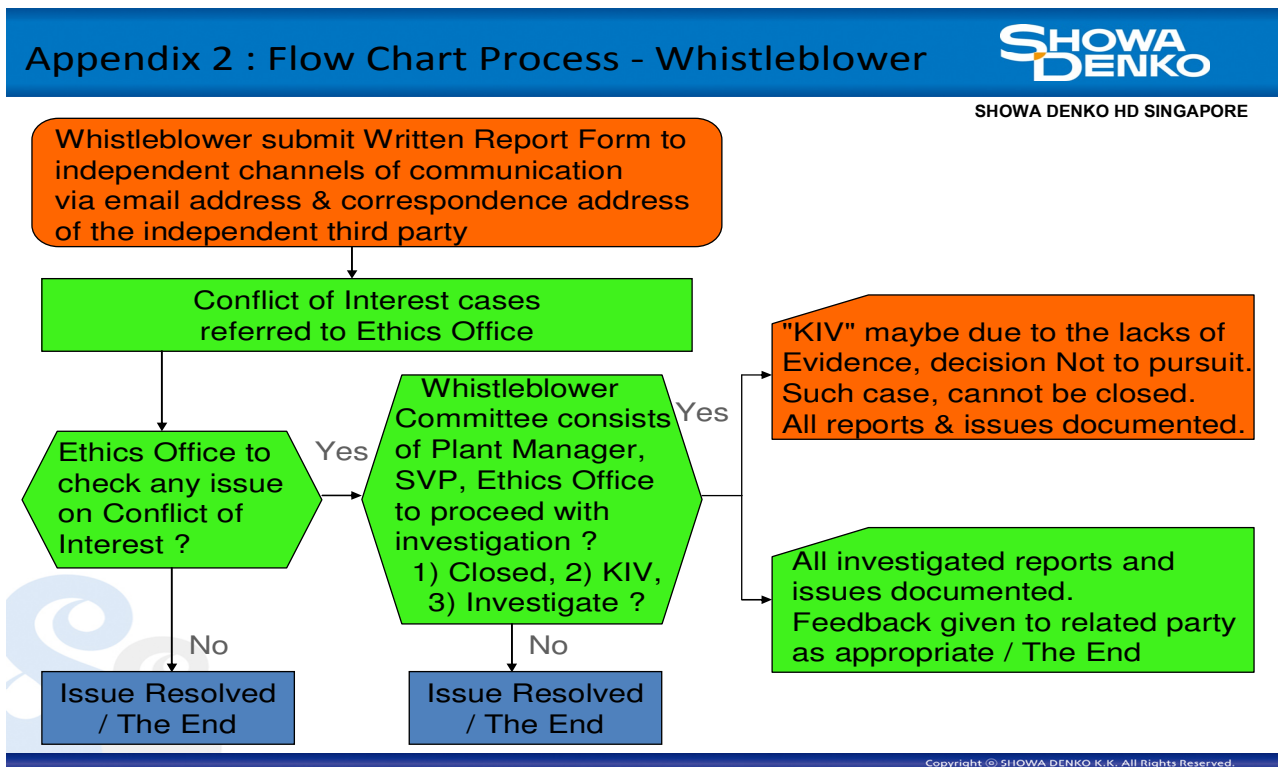 Appendix 2 : Flow Chart Process - Whistleblower
SHOWA
DENKO
SHOWA DENKO HD SINGAPORE
Whistleblower submit Written Report Form to
independent channels of communication
via email address & correspondence address
of the independent third party
Conflict of Interest cases
referred to Ethics Office
Ethics Office to
check any issue
on Conflict of
Interest ?
Yes
No
Issue Resolved
/ The End
Whistleblower
Committee consists
of Plant Manager,
SVP, Ethics Office
to proceed with
investigation ?
1) Closed, 2) KIV,
3) Investigate ?
Yes
No
Issue Resolved
/ The End
"KIV" maybe due to the lacks of
Evidence, decision Not to pursuit.
Such case, cannot be closed.
All reports & issues documented.
All investigated reports and
issues documented.
Feedback given to related party
as appropriate / The End
Copyright © SHOWA DENKO K.K. All Rights Reserved.